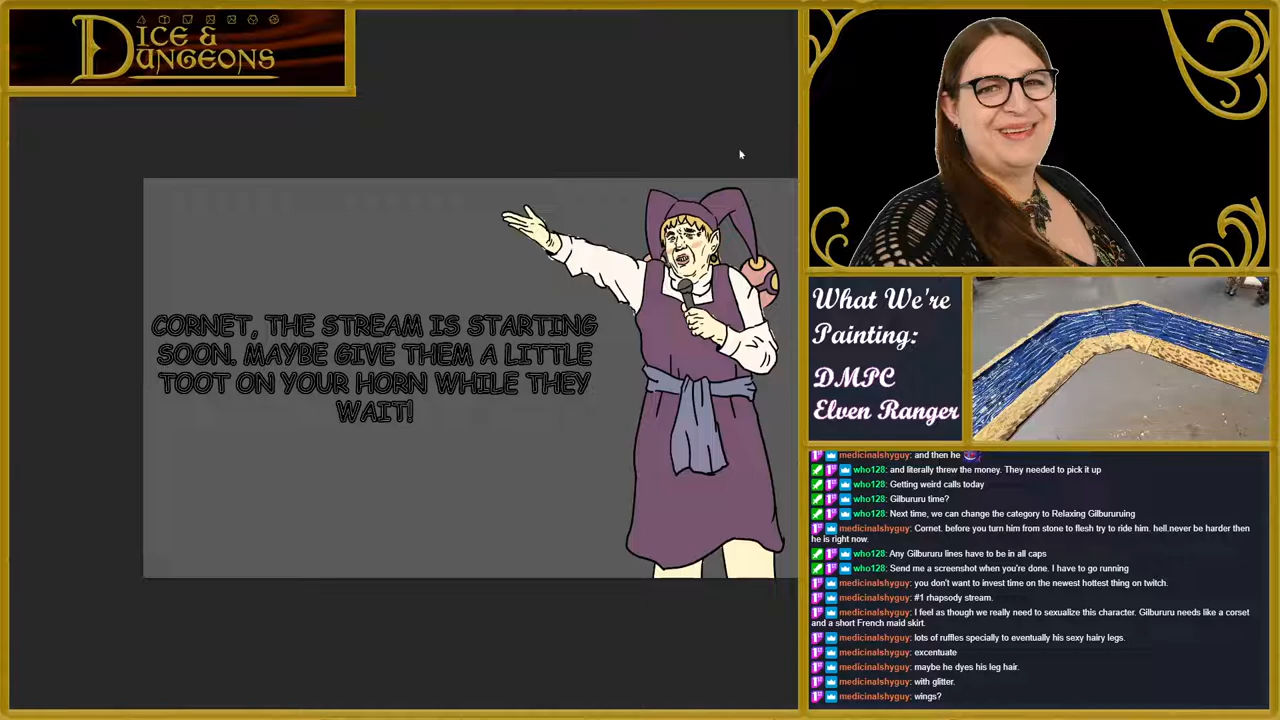 DICE &
DUNGEONS
CORNET, THE STREAM IS STARTING
SOON. MAYBE GIVE THEM A LITTLE
TOOT ON YOUR HORN WHILE THEY
WAIT!
What We're
Painting:
DMPC
Elven Ranger
medicinalshyguy: and then he
who128: and literally threw the money. They needed to pick it up
who128: Getting weird calls today
who128: Gilbururu time?
who128: Next time, we can change the category to Relaxing Gilbururuing
medicinalshyguy: Cornet. before you turn him from stone to flesh try to ride him. hell.never be harder then
he is right now.
who128: Any Gilbururu lines have to be in all caps
who128: Send me a screenshot when you're done. I have to go running
medicinalshyguy: you don't want to invest time on the newest hottest thing on twitch.
medicinalshyguy: #1 rhapsody stream.
medicinalshyguy: I feel as though we really need to sexualize this character. Gilbururu needs like a corset
and a short French maid skirt.
medicinalshyguy: lots of ruffles specially to eventually his sexy hairy legs.
medicinalshyguy: excentuate
medicinalshyguy: maybe he dyes his leg hair.
medicinalshyguy: with glitter.
medicinalshyguy: wings?